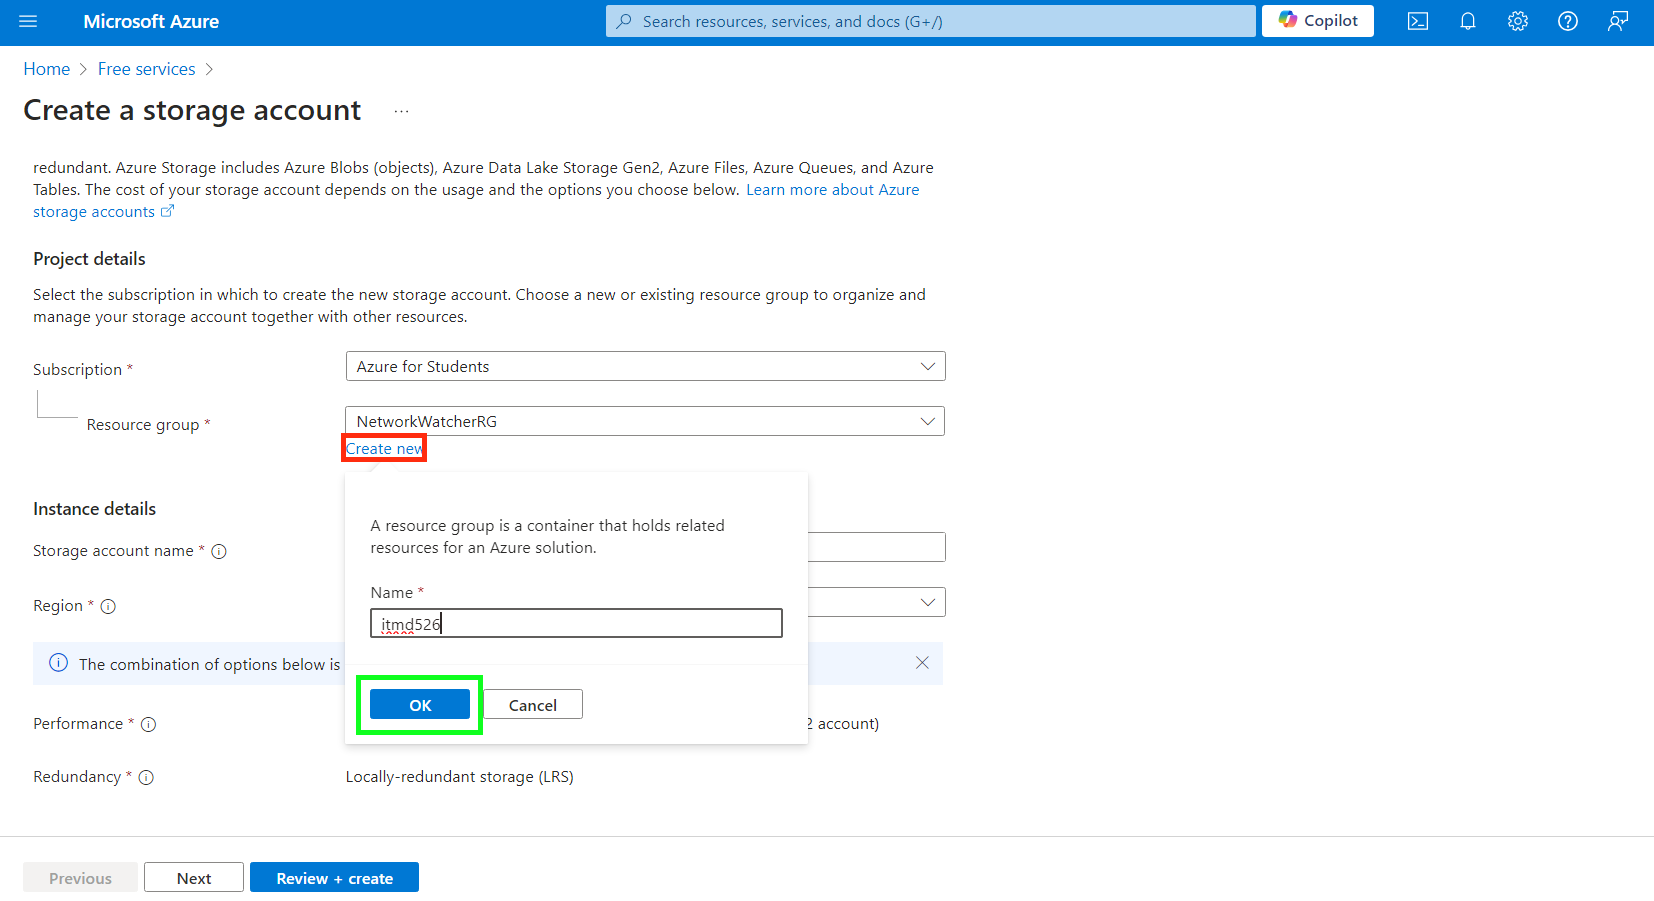 Microsoft Azure
Search resources, services, and docs (G+/)
Copilot
Home > Free services >
Create a storage account ...
redundant. Azure Storage includes Azure Blobs (objects), Azure Data Lake Storage Gen2, Azure Files, Azure Queues, and Azure
Tables. The cost of your storage account depends on the usage and the options you choose below. Learn more about Azure
storage accounts
Project details
Select the subscription in which to create the new storage account. Choose a new or existing resource group to organize and
manage your storage account together with other resources.
Subscription *
Azure for Students
Resource group *
NetworkWatcherRG
Create new
A resource group is a container that holds related
resources for an Azure solution.
Name *
itmd526
OK
Cancel
Instance details
Storage account name *
Region *
The combination of options below is
Performance *
2 account)
Redundancy *
Locally-redundant storage (LRS)
Previous
Next
Review + create